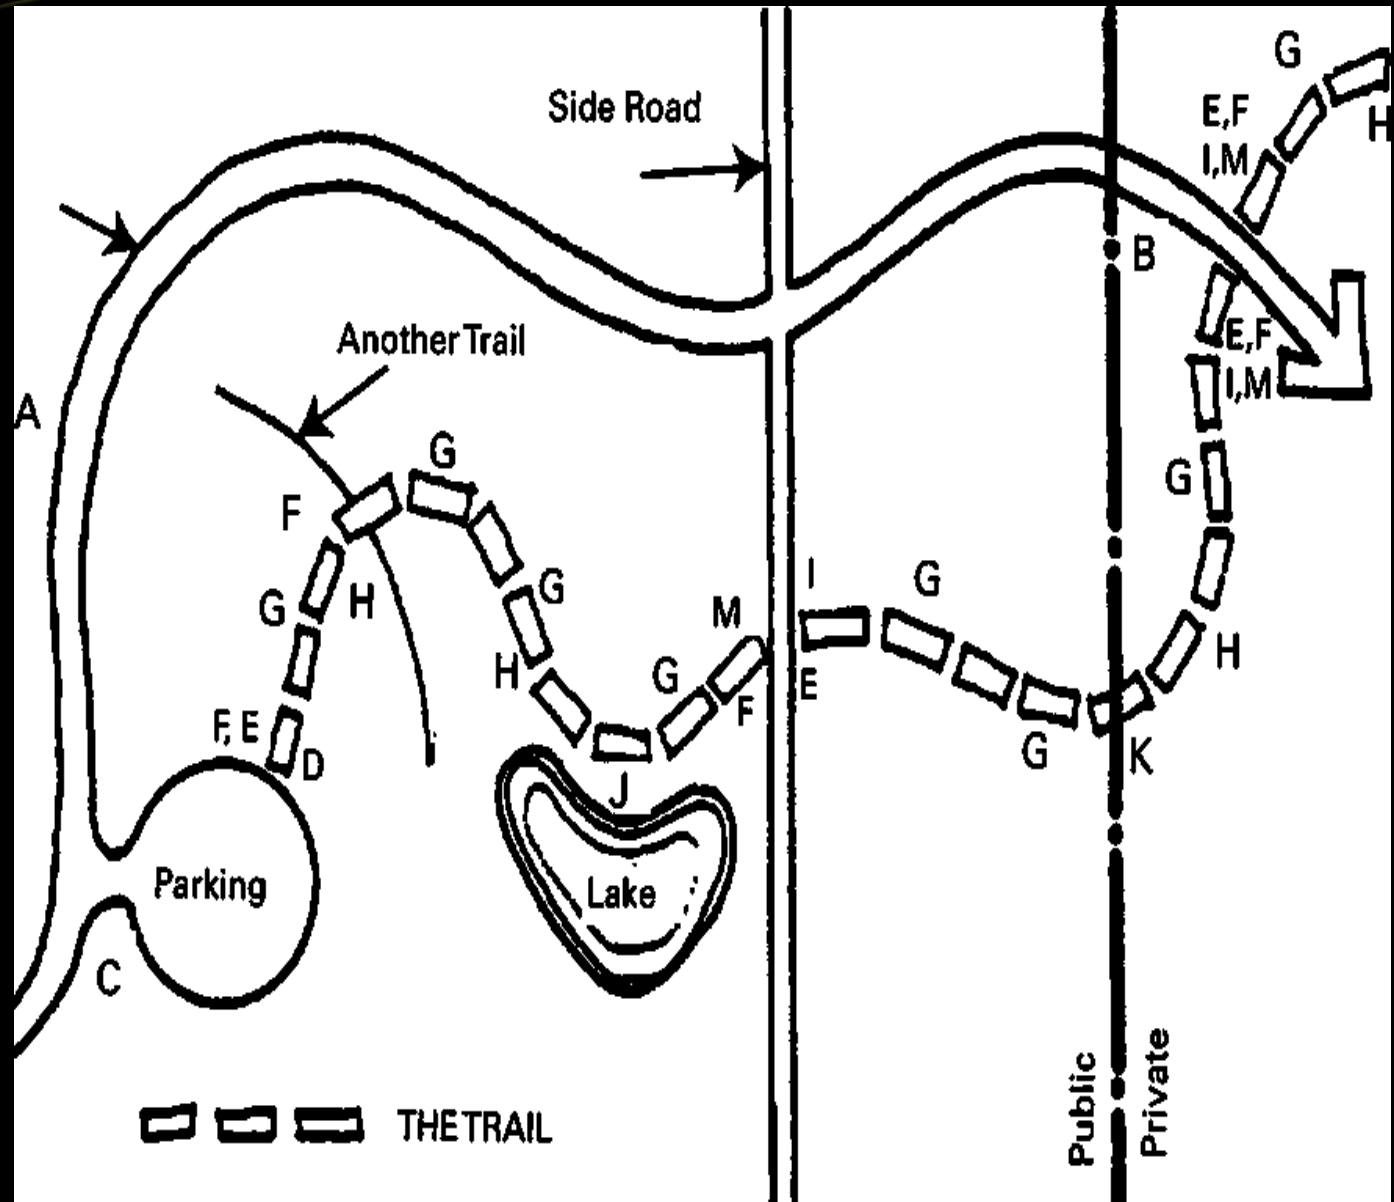 G
Side Road
E,F
H
I,M
B
Another Trail
E,F
I,M
A
G
G
F
I
G
G
H
G
M
H
H
G
E
F
F, E
D
G
K
J
Parking
Lake
C
Public
Private
THE TRAIL